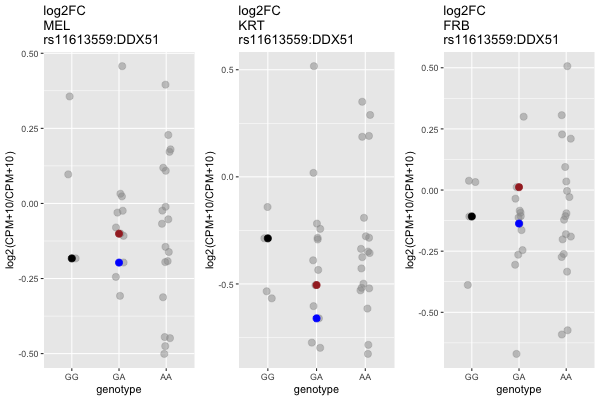 log2FC
MEL
rs11613559:DDX51
log2(CPM+10/CPM+10)
0.50
0.25
0.00
-0.25
-0.50
GG GA AA
genotype
log2FC
KRT
rs11613559:DDX51
log2(CPM+10/CPM+10)
0.5
0.0
-0.5
GG GA AA
genotype
log2FC
FRB
rs11613559:DDX51
log2(CPM+10/CPM+10)
0.50
0.25
0.00
-0.25
-0.50
GG GA AA
genotype